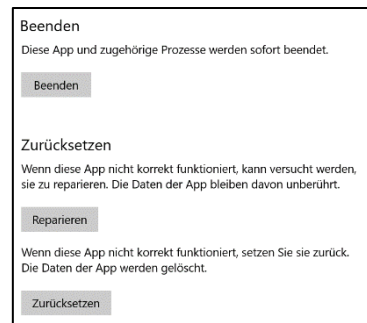 Beenden
Diese App und zugehörige Prozesse werden sofort beendet.
Beenden
Zurücksetzen
Wenn diese App nicht korrekt funktioniert, kann versucht werden,
sie zu reparieren. Die Daten der App bleiben davon unberührt.
Reparieren
Wenn diese App nicht korrekt funktioniert, setzen Sie sie zurück.
Die Daten der App werden gelöscht.
Zurücksetzen